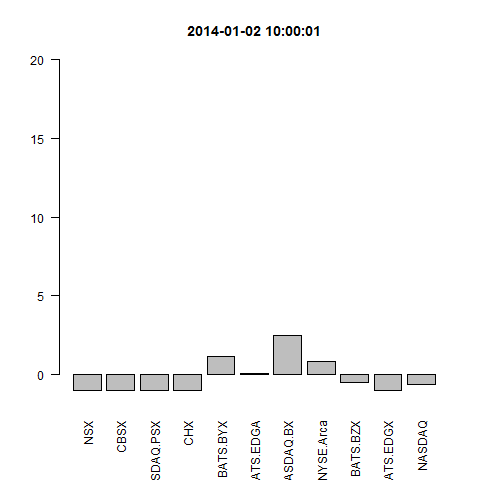 2014-01-02 10:00:01
20
15
10
5
0
NSX
CBSX
SDAQ.PSX
CHX
BATS.BYX
ATS.EDGA
ASDAQ.BX
NYSE.Arca
BATS.BZX
ATS.EDGX
NASDAQ